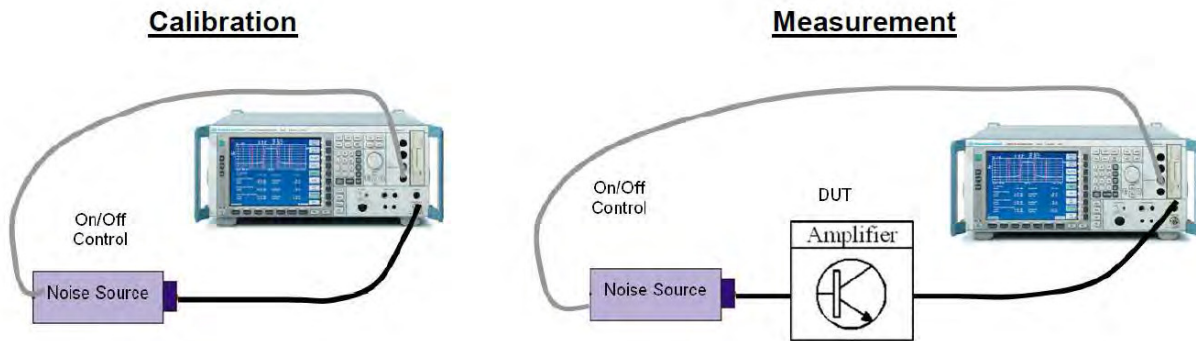 Calibration
Measurement
On/Off
Control
Noise Source
On/Off
Control
DUT
Amplifier
Noise Source